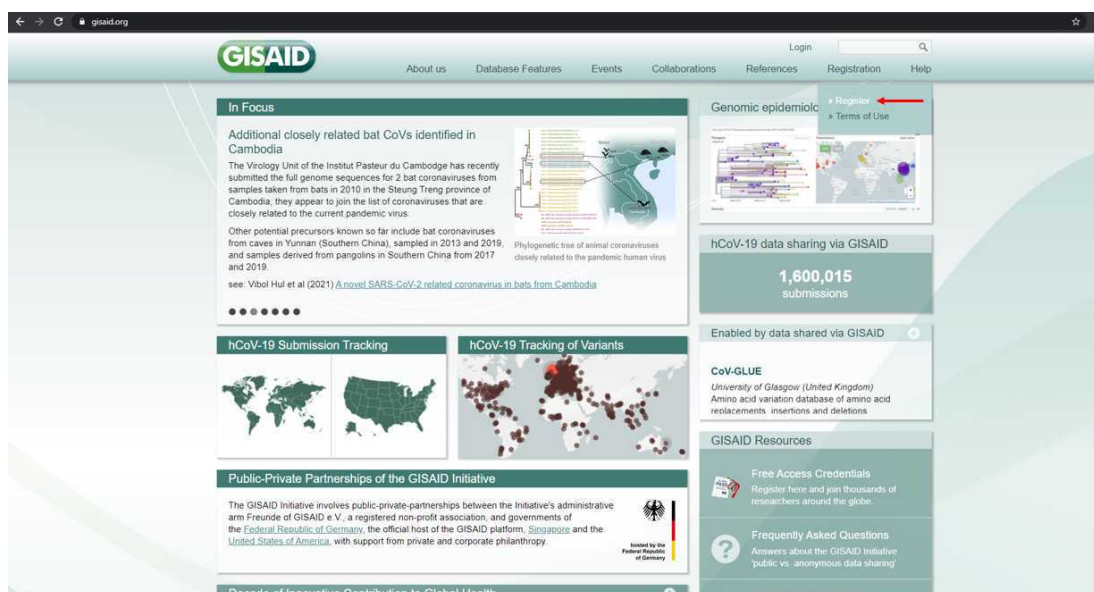 gisaid.org
GISAID
Login
About us Database Features Events Collaborations References Registration Help
» Register
» Terms of Use
In Focus
Additional closely related bat CoVs identified in
Cambodia
The Virology Unit of the Institut Pasteur du Cambodge has recently
submitted the full genome sequences for 2 bat coronaviruses from
samples taken from bats in 2010 in the Steung Treng province of
Cambodia, they appear to join the list of coronaviruses that are
closely related to the current pandemic virus.
Other potential precursors known so far include bat coronaviruses
from caves in Yunnan (Southern China), sampled in 2013 and 2019,
and samples derived from pangolins in Southern China from 2017
and 2019.
see: Vibol Hul et al (2021) A novel SARS-CoV-2 related coronavirus in bats from Cambodia
Phylogenetic tree of animal coronaviruses
closely related to the pandemic human virus
Genomic epidemiolo
hCoV-19 data sharing via GISAID
1,600,015
submissions
hCoV-19 Submission Tracking
hCoV-19 Tracking of Variants
Enabled by data shared via GISAID
CoV-GLUE
University of Glasgow (United Kingdom)
Amino acid variation database of amino acid
replacements, insertions and deletions
Public-Private Partnerships of the GISAID Initiative
The GISAID Initiative involves public-private-partnerships between the Initiative's administrative
arm Freunde of GISAID e.V., a registered non-profit association, and governments of
the Federal Republic of Germany, the official host of the GISAID platform, Singapore and the
United States of America, with support from private and corporate philanthropy.
hosted by the
Federal Republic
of Germany
GISAID Resources
Free Access Credentials
Register here and join thousands of
researchers around the globe.
Frequently Asked Questions
Answers about the GISAID Initiative
'public vs. anonymous data sharing'
Decade of Innovative Contribution to Global Health